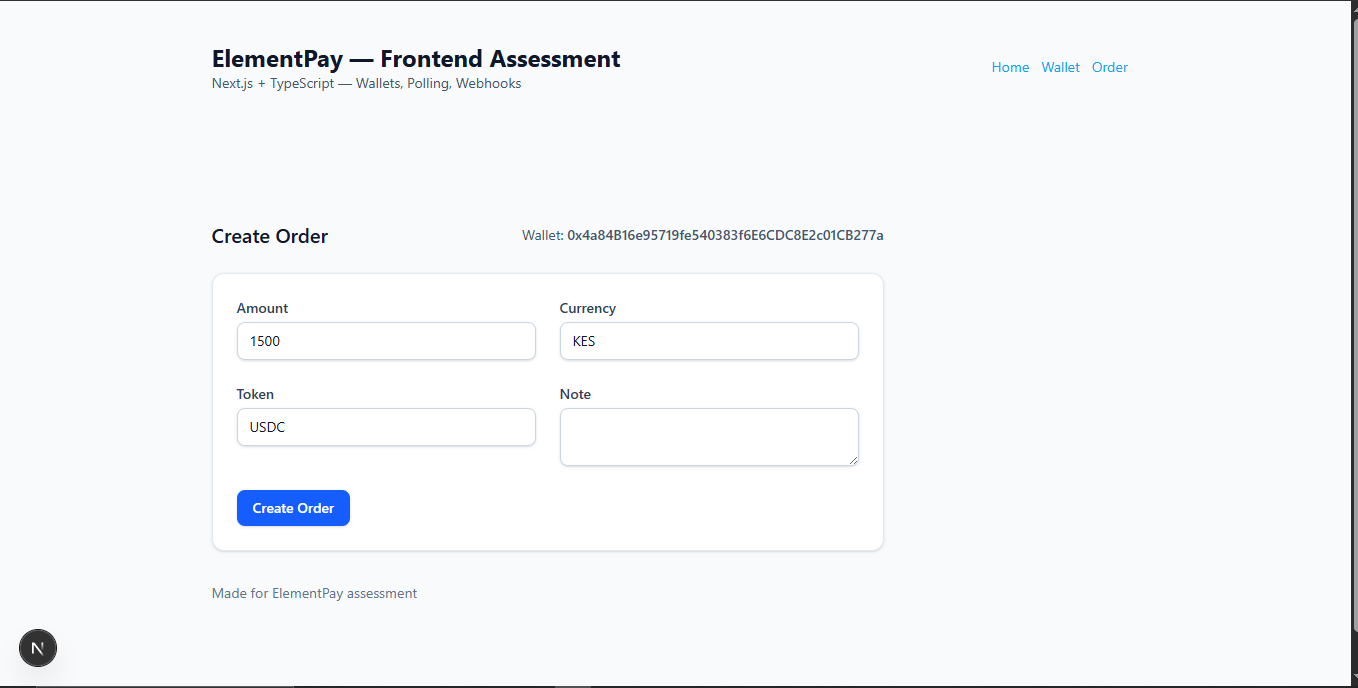 ElementPay — Frontend Assessment
Next.js + TypeScript — Wallets, Polling, Webhooks
Home Wallet Order
Create Order
Wallet: 0x4a84B16e95719fe540383f6E6CDC8E2c01CB277a
Amount
Currency
1500
KES
Token
Note
USDC
Create Order
Made for ElementPay assessment
N